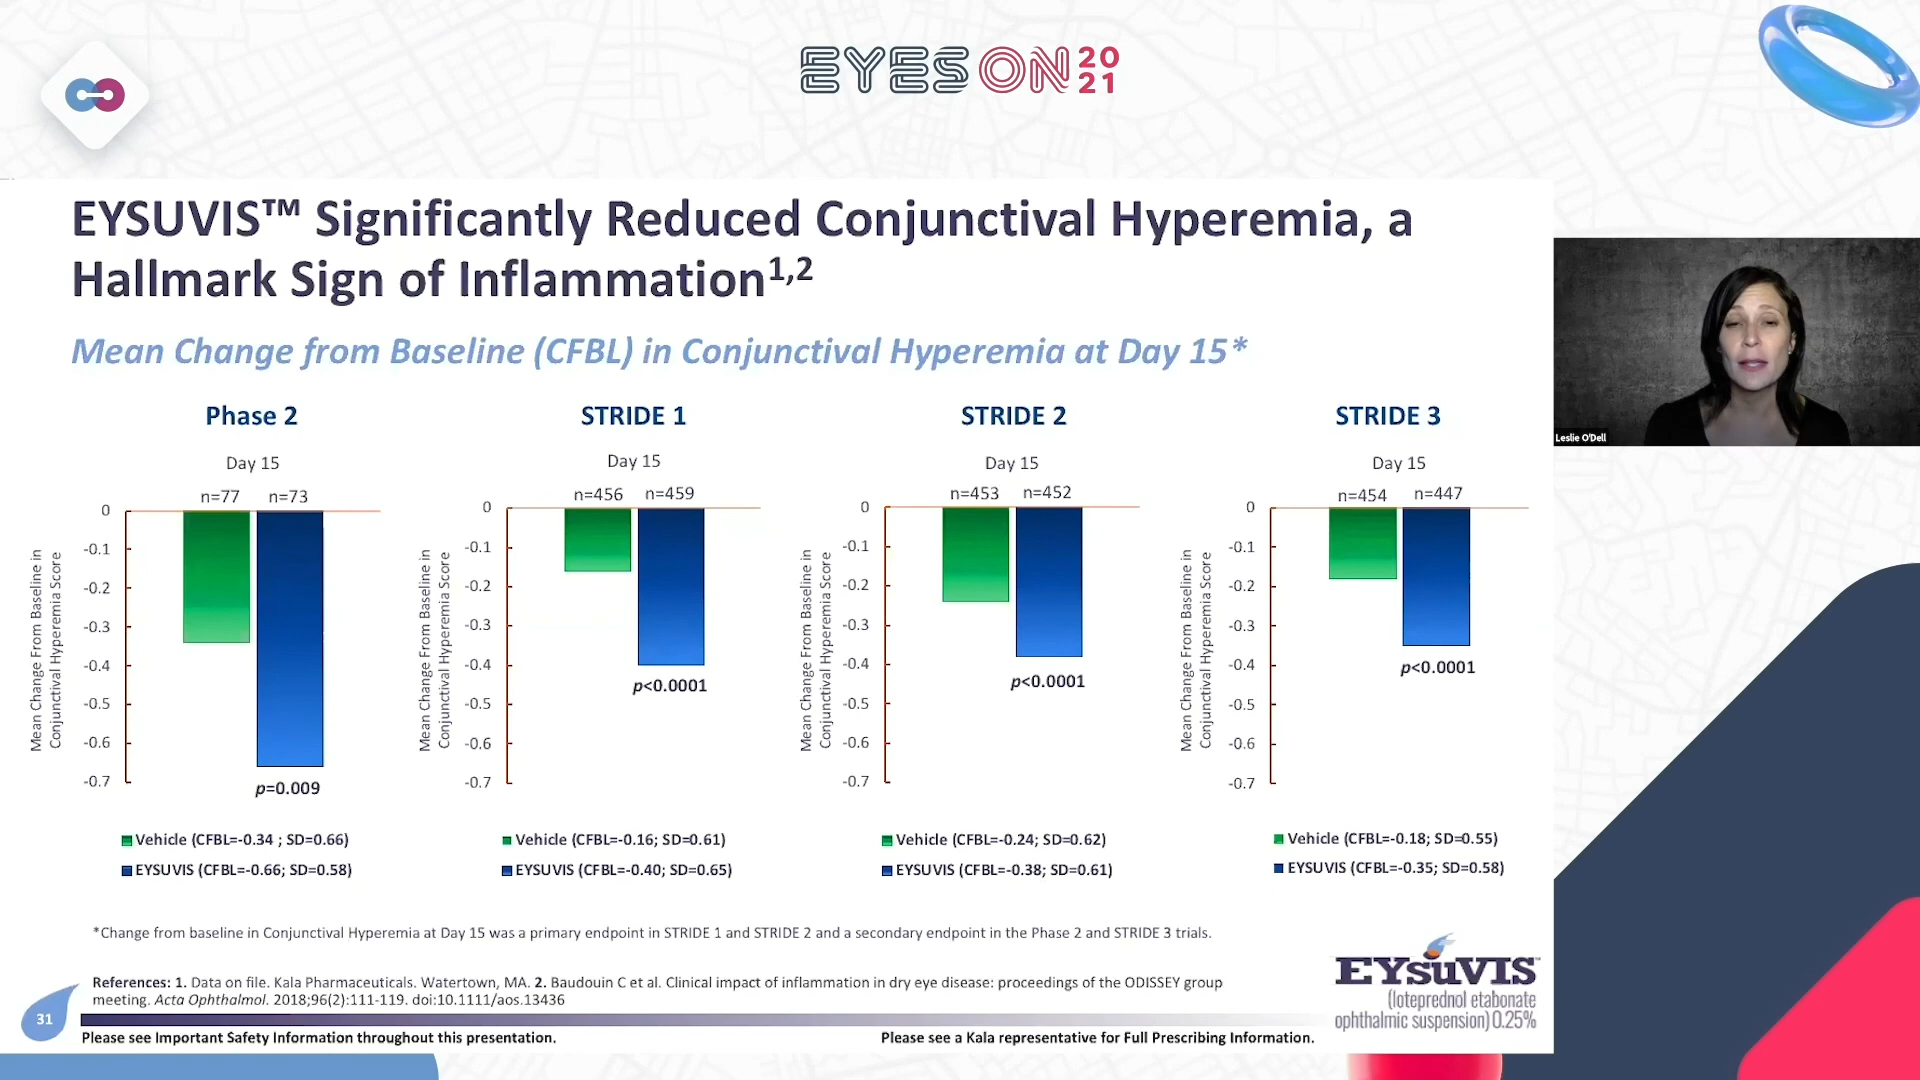 EYES ON 20 21
EYSUVIS™ Significantly Reduced Conjunctival Hyperemia, a
Hallmark Sign of Inflammation1,2
Mean Change from Baseline (CFBL) in Conjunctival Hyperemia at Day 15*
Leslie O'Dell
Phase 2
Day 15
n=77 n=73
Mean Change From Baseline in
Conjunctival Hyperemia Score
0
-0.1
-0.2
-0.3
-0.4
-0.5
-0.6
-0.7
p=0.009
Vehicle (CFBL=-0.34 ; SD=0.66)
EYSUVIS (CFBL=-0.66; SD=0.58)
STRIDE 1
Day 15
n=456 n=459
Mean Change From Baseline in
Conjunctival Hyperemia Score
0
-0.1
-0.2
-0.3
-0.4
-0.5
-0.6
-0.7
p<0.0001
Vehicle (CFBL=-0.16; SD=0.61)
EYSUVIS (CFBL=-0.40; SD=0.65)
STRIDE 2
Day 15
n=453 n=452
Mean Change From Baseline in
Conjunctival Hyperemia Score
0
-0.1
-0.2
-0.3
-0.4
-0.5
-0.6
-0.7
p<0.0001
Vehicle (CFBL=-0.24; SD=0.62)
EYSUVIS (CFBL=-0.38; SD=0.61)
STRIDE 3
Day 15
n=454 n=447
Mean Change From Baseline in
Conjunctival Hyperemia Score
0
-0.1
-0.2
-0.3
-0.4
-0.5
-0.6
-0.7
p<0.0001
Vehicle (CFBL=-0.18; SD=0.55)
EYSUVIS (CFBL=-0.35; SD=0.58)
*Change from baseline in Conjunctival Hyperemia at Day 15 was a primary endpoint in STRIDE 1 and STRIDE 2 and a secondary endpoint in the Phase 2 and STRIDE 3 trials.
References: 1. Data on file. Kala Pharmaceuticals. Watertown, MA. 2. Baudouin C et al. Clinical impact of inflammation in dry eye disease: proceedings of the ODISSEY group
meeting. Acta Ophthalmol. 2018;96(2):111-119. doi:10.1111/aos.13436
EYSUVIS™
(loteprednol etabonate
ophthalmic suspension) 0.25%
31
Please see Important Safety Information throughout this presentation.
Please see a Kala representative for Full Prescribing Information.